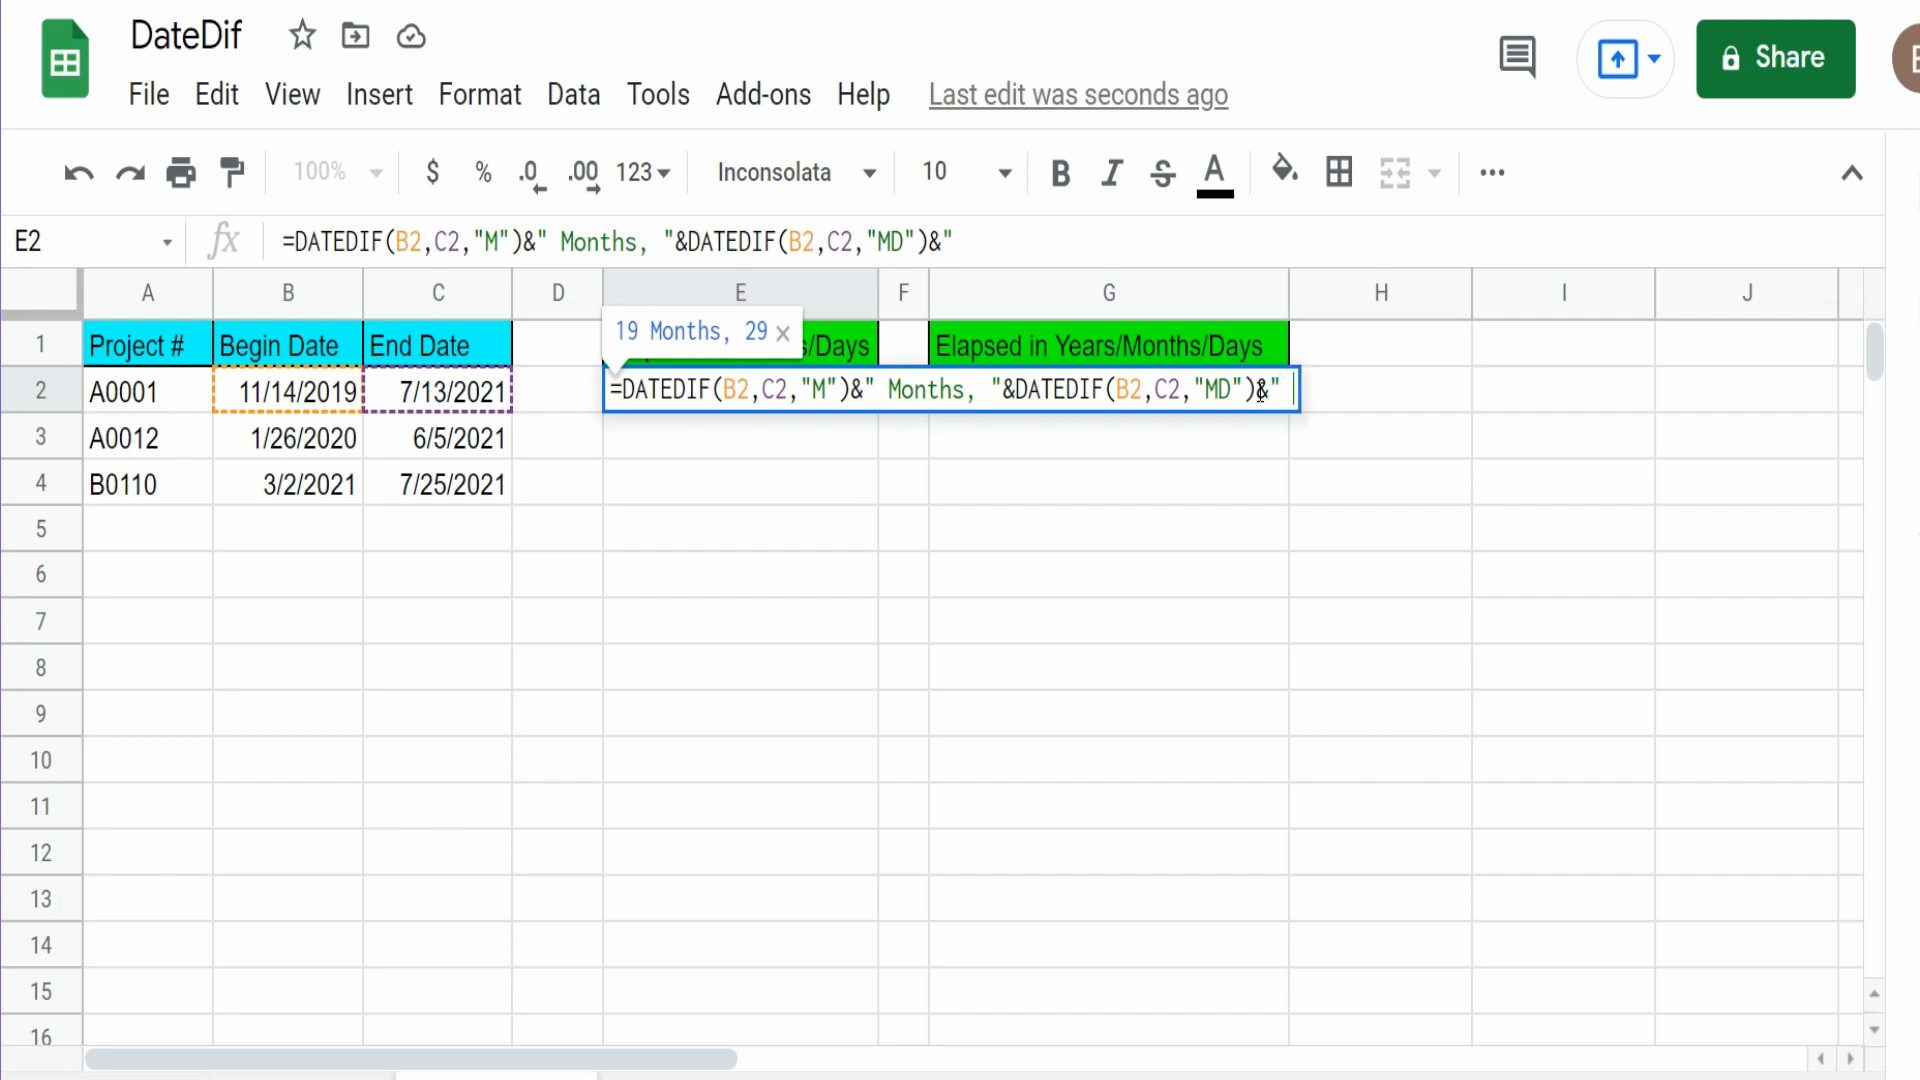 DateDif
File Edit View Insert Format Data Tools Add-ons Help Last edit was seconds ago
Share
100% $ % .0 .00 123 Inconsolata 10 B I S A
E2 fx =DATEDIF(B2,C2,"M")&" Months, "&DATEDIF(B2,C2,"MD")&"
A B C D E F G H I J
19 Months, 29 ×
1 Project # Begin Date End Date s/Days Elapsed in Years/Months/Days
2 A0001 11/14/2019 7/13/2021 =DATEDIF(B2,C2,"M")&" Months, "&DATEDIF(B2,C2,"MD")&"
3 A0012 1/26/2020 6/5/2021
4 B0110 3/2/2021 7/25/2021
5
6
7
8
9
10
11
12
13
14
15
16